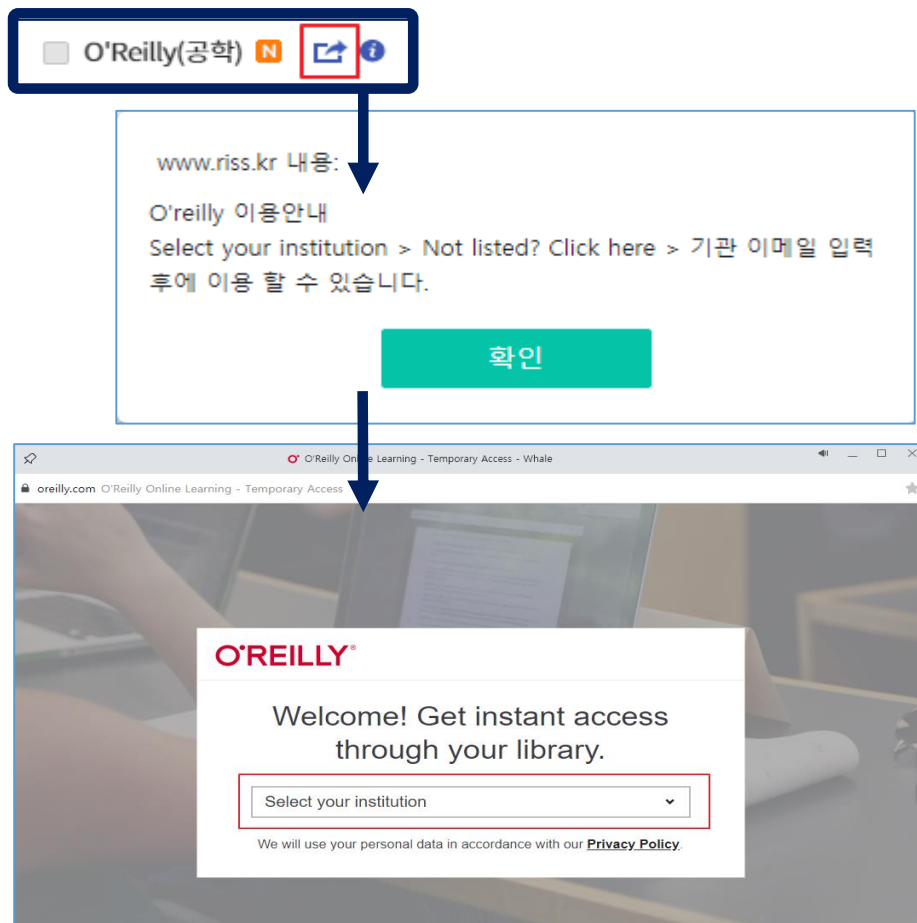 O'Reilly(공학) N
www.riss.kr 내용:
O'reilly 이용안내
Select your institution > Not listed? Click here > 기관 이메일 입력
후에 이용 할 수 있습니다.
확인
O'Reilly Online Learning - Temporary Access - Whale
oreilly.com O'Reilly Online Learning - Temporary Access
O'REILLY®
Welcome! Get instant access
through your library.
Select your institution
We will use your personal data in accordance with our Privacy Policy.